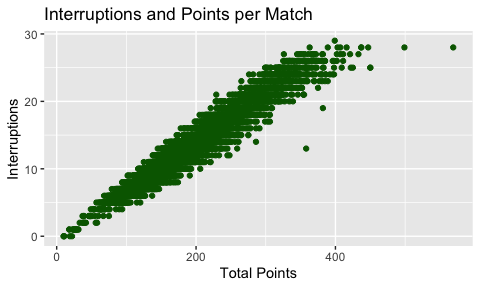 Interruptions and Points per Match
30
20
10
0
Interruptions
0
200
400
Total Points